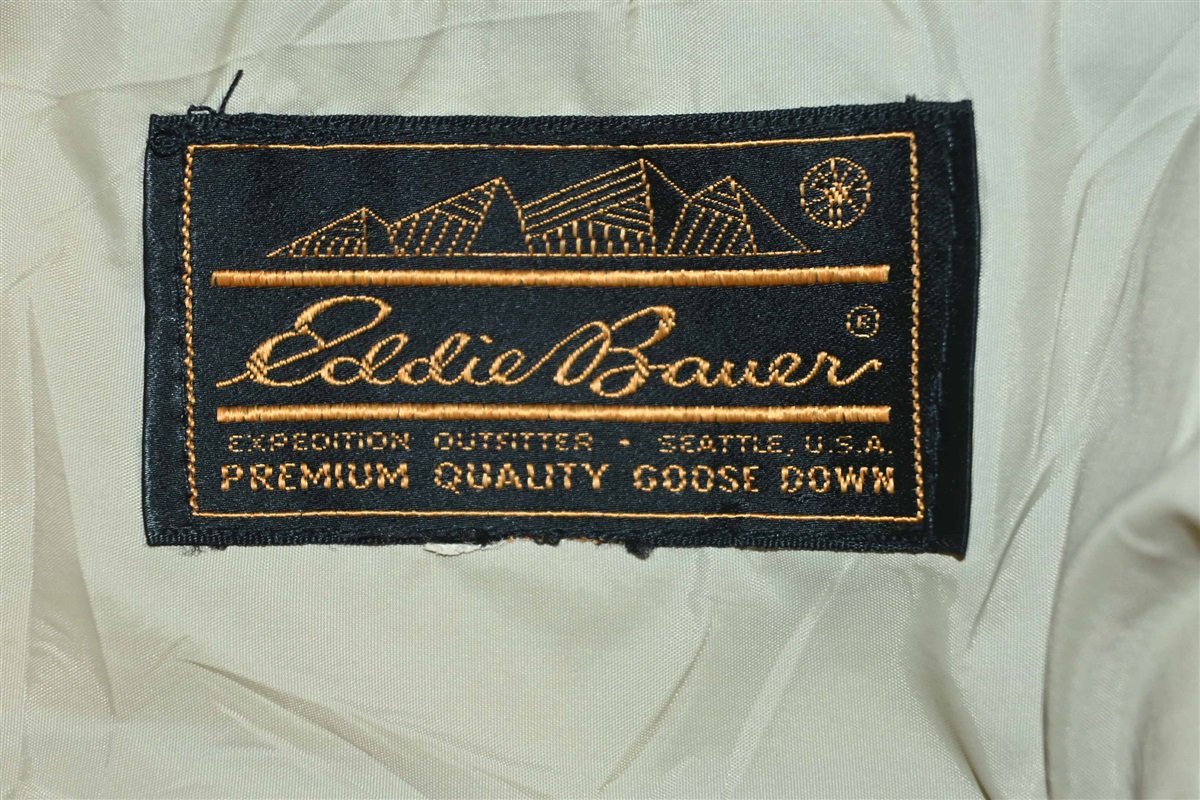 Eddie Bauer ®
EXPEDITION OUTFITTER • SEATTLE, U.S.A.
PREMIUM QUALITY GOOSE DOWN